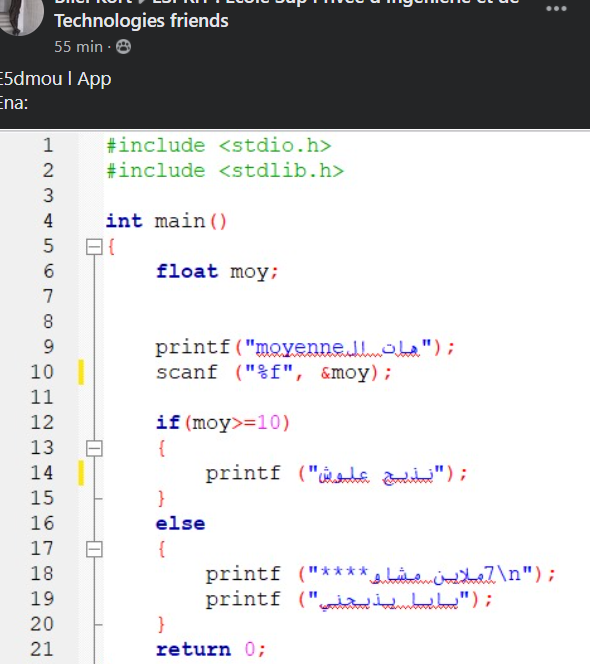 ESPRIT : Ecole Sup Privée d'Ingénierie et de
Technologies friends
55 min ·
E5dmou l App
Ena:
1 #include <stdio.h>
2 #include <stdlib.h>
3
4 int main()
5 {
6 float moy;
7
8
9 printf("هات الmoyenne");
10 scanf ("%f", &moy);
11
12 if(moy>=10)
13 {
14 printf ("نذبح علوش");
15 }
16 else
17 {
18 printf ("****7ملاين مشاو\n");
19 printf ("بابا يذبحني");
20 }
21 return 0;